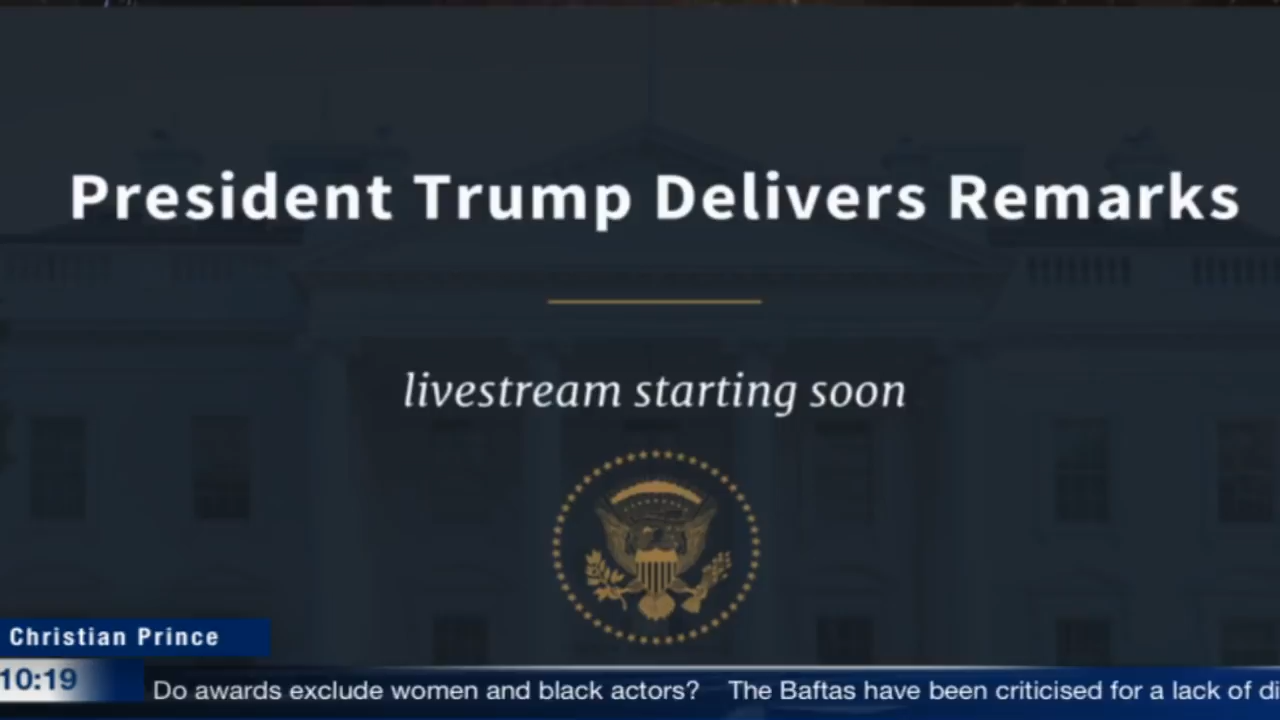 President Trump Delivers Remarks
livestream starting soon
Christian Prince
10:19
Do awards exclude women and black actors? The Baftas have been criticised for a lack of di